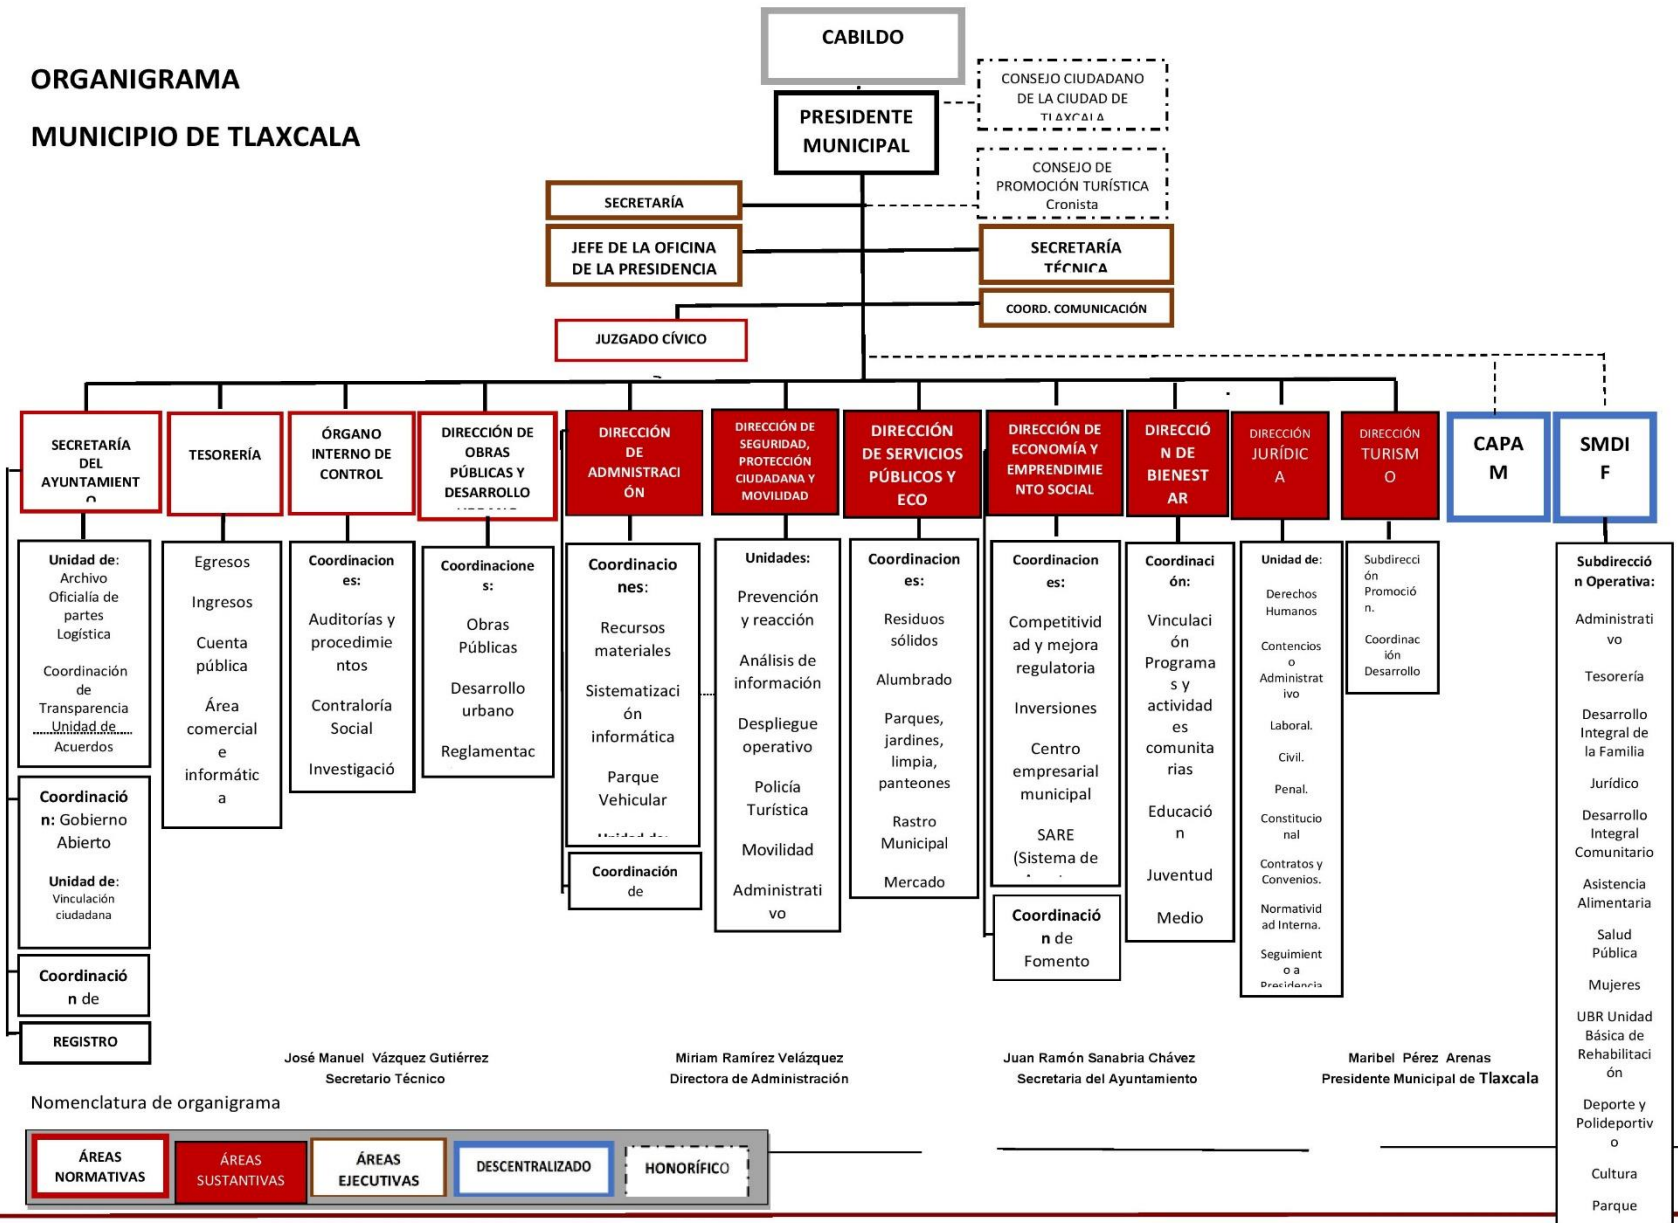 ORGANIGRAMA
MUNICIPIO DE TLAXCALA
CABILDO
PRESIDENTE
MUNICIPAL
CONSEJO CIUDADANO
DE LA CIUDAD DE
TLAXCALA
CONSEJO DE
PROMOCIÓN TURÍSTICA
Cronista
SECRETARÍA
JEFE DE LA OFICINA
DE LA PRESIDENCIA
SECRETARÍA
TÉCNICA
COORD. COMUNICACIÓN
JUZGADO CÍVICO
SECRETARÍA
DEL
AYUNTAMIENT
O
TESORERÍA
ÓRGANO
INTERNO DE
CONTROL
DIRECCIÓN DE
OBRAS
PÚBLICAS Y
DESARROLLO
DIRECCIÓN
DE
ADMNISTRACI
ÓN
DIRECCIÓN DE
SEGURIDAD,
PROTECCIÓN
CIUDADANA Y
MOVILIDAD
DIRECCIÓN
DE SERVICIOS
PÚBLICOS Y
ECO
DIRECCIÓN DE
ECONOMÍA Y
EMPRENDIMIE
NTO SOCIAL
DIRECCIÓ
N DE
BIENEST
AR
DIRECCIÓN
JURÍDIC
A
DIRECCIÓN
TURISM
O
CAPA
M
SMDI
F
Unidad de:
Archivo
Oficialía de
partes
Logística
Coordinación
de
Transparencia
Unidad de
Acuerdos
Coordinació
n: Gobierno
Abierto
Unidad de:
Vinculación
ciudadana
Coordinació
n de
REGISTRO
Egresos
Ingresos
Cuenta
pública
Área
comercial
e
informátic
a
Coordinacion
es:
Auditorías y
procedimie
ntos
Contraloría
Social
Investigació
Coordinacione
s:
Obras
Públicas
Desarrollo
urbano
Reglamentac
Coordinacio
nes:
Recursos
materiales
Sistematizaci
ón
informática
Parque
Vehicular
Unidad de:
Coordinación
de
Unidades:
Prevención
y reacción
Análisis de
información
Despliegue
operativo
Policía
Turística
Movilidad
Administrati
vo
Coordinacion
es:
Residuos
sólidos
Alumbrado
Parques,
jardines,
limpia,
panteones
Rastro
Municipal
Mercado
Coordinacion
es:
Competitivid
ad y mejora
regulatoria
Inversiones
Centro
empresarial
municipal
SARE
(Sistema de
Coordinació
n de
Fomento
Coordinaci
ón:
Vinculaci
ón
Programa
s y
actividad
es
comunita
rias
Educació
n
Juventud
Medio
Unidad de:
Derechos
Humanos
Contencios
o
Administrat
ivo
Laboral.
Civil.
Penal.
Constitucio
nal
Contratos y
Convenios.
Normativid
ad Interna.
Seguimient
o a
Presidencia
Subdirecci
ón
Promoció
n.
Coordinac
ión
Desarrollo
Subdirecció
n Operativa:
Administrati
vo
Tesorería
Desarrollo
Integral de
la Familia
Jurídico
Desarrollo
Integral
Comunitario
Asistencia
Alimentaria
Salud
Pública
Mujeres
UBR Unidad
Básica de
Rehabilitaci
ón
Deporte y
Polideportiv
o
Cultura
Parque
José Manuel Vázquez Gutiérrez
Secretario Técnico
Miriam Ramírez Velázquez
Directora de Administración
Juan Ramón Sanabria Chávez
Secretaria del Ayuntamiento
Maribel Pérez Arenas
Presidente Municipal de Tlaxcala
Nomenclatura de organigrama
ÁREAS
NORMATIVAS
ÁREAS
SUSTANTIVAS
ÁREAS
EJECUTIVAS
DESCENTRALIZADO
HONORÍFICO